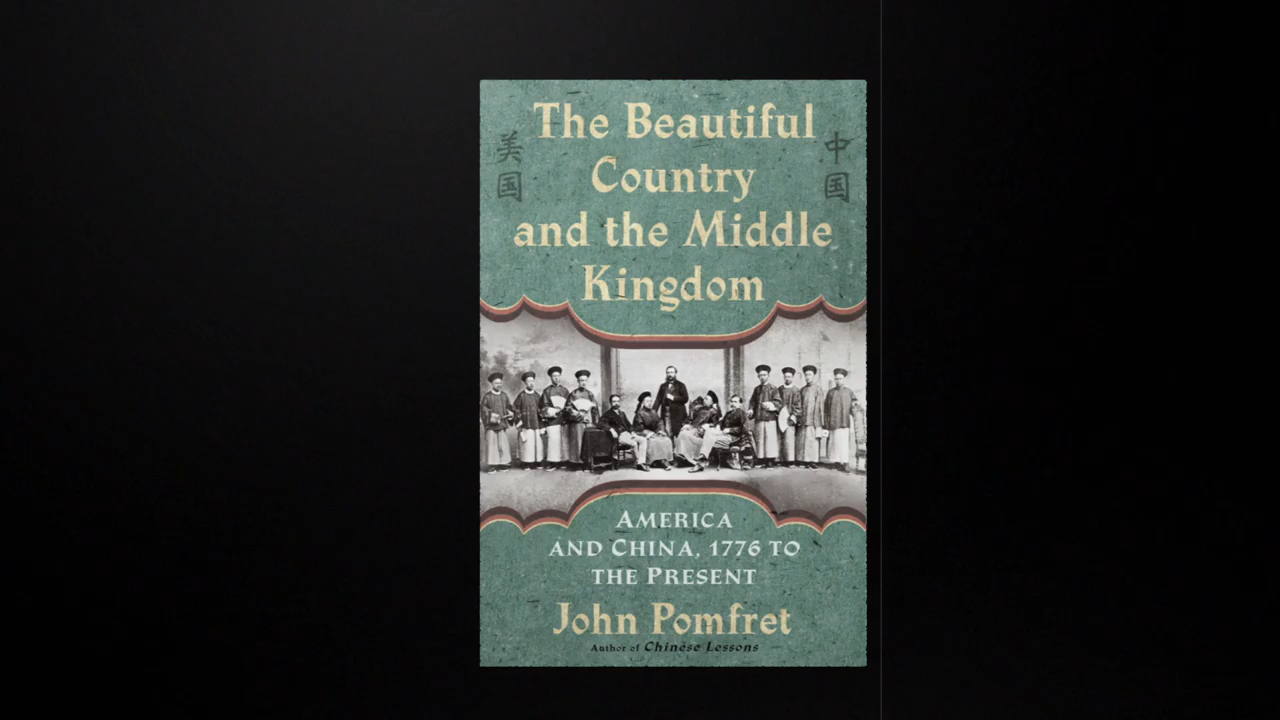 The Beautiful
Country
and the Middle
Kingdom
美国
中国
America
and China, 1776 to
the Present
John Pomfret
Author of Chinese Lessons